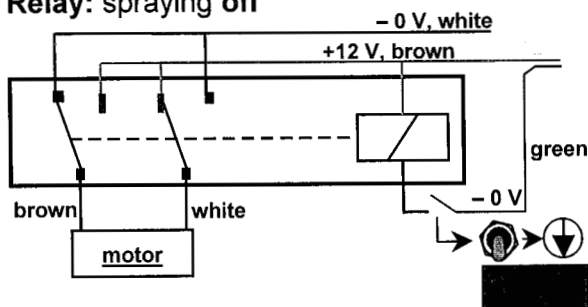 Relay: spraying off
– 0 V, white
+12 V, brown
green
– 0 V
brown
white
motor